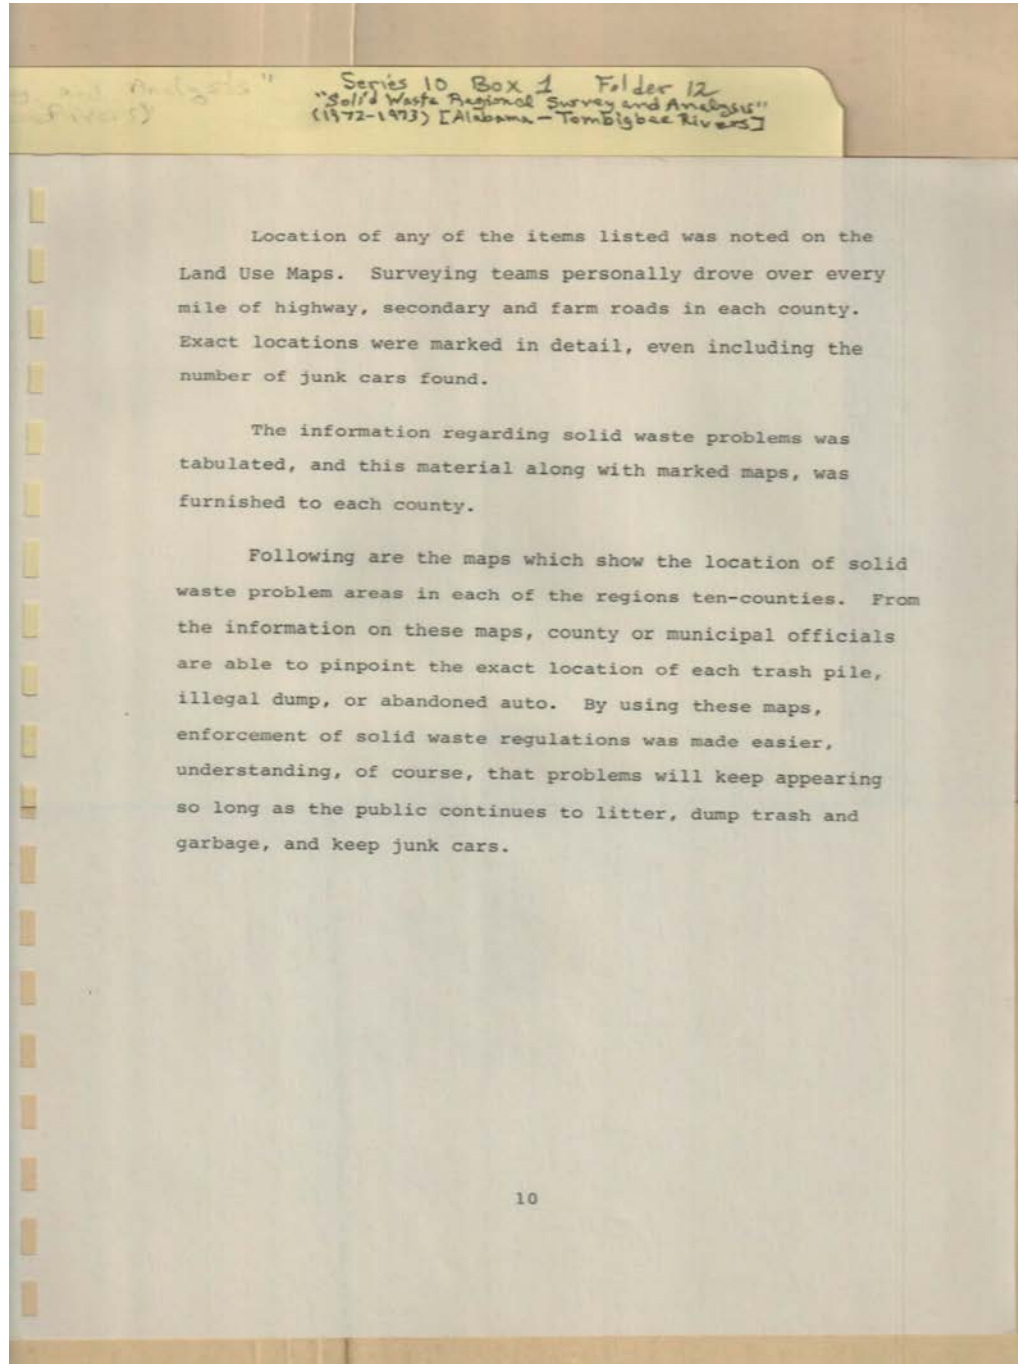 and Analysis"
Rivers)
Series 10 Box 1 Folder 12
"Solid Waste Regional Survey and Analysis"
(1972-1973) [Alabama - Tombigbee Rivers]
Location of any of the items listed was noted on the
Land Use Maps. Surveying teams personally drove over every
mile of highway, secondary and farm roads in each county.
Exact locations were marked in detail, even including the
number of junk cars found.
The information regarding solid waste problems was
tabulated, and this material along with marked maps, was
furnished to each county.
Following are the maps which show the location of solid
waste problem areas in each of the regions ten-counties. From
the information on these maps, county or municipal officials
are able to pinpoint the exact location of each trash pile,
illegal dump, or abandoned auto. By using these maps,
enforcement of solid waste regulations was made easier,
understanding, of course, that problems will keep appearing
so long as the public continues to litter, dump trash and
garbage, and keep junk cars.
10